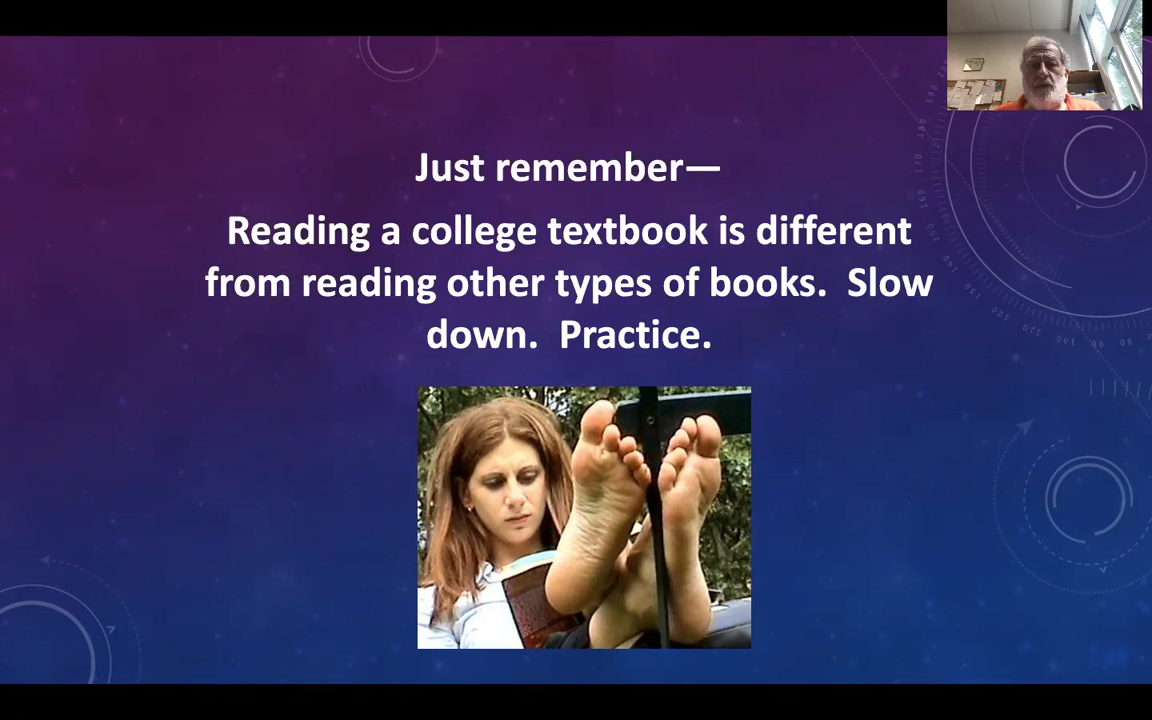 Just remember—
Reading a college textbook is different
from reading other types of books.  Slow
down.  Practice.